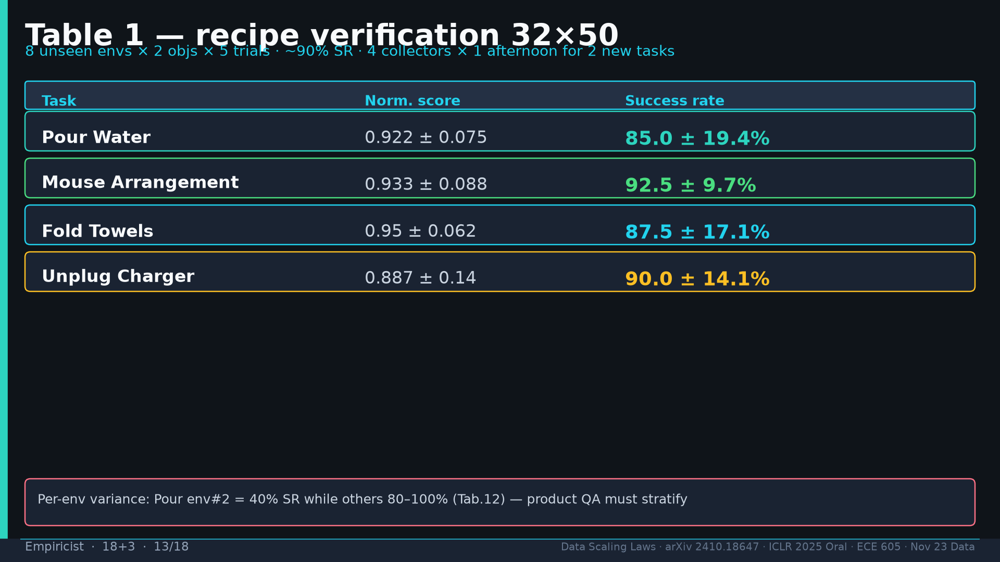 Table 1 — recipe verification 32×50
8 unseen envs × 2 objs × 5 trials · ~90% SR · 4 collectors × 1 afternoon for 2 new tasks
Task Norm. score Success rate
Pour Water 0.922 ± 0.075 85.0 ± 19.4%
Mouse Arrangement 0.933 ± 0.088 92.5 ± 9.7%
Fold Towels 0.95 ± 0.062 87.5 ± 17.1%
Unplug Charger 0.887 ± 0.14 90.0 ± 14.1%
Per-env variance: Pour env#2 = 40% SR while others 80–100% (Tab.12) — product QA must stratify
Empiricist · 18+3 · 13/18 Data Scaling Laws · arXiv 2410.18647 · ICLR 2025 Oral · ECE 605 · Nov 23 Data